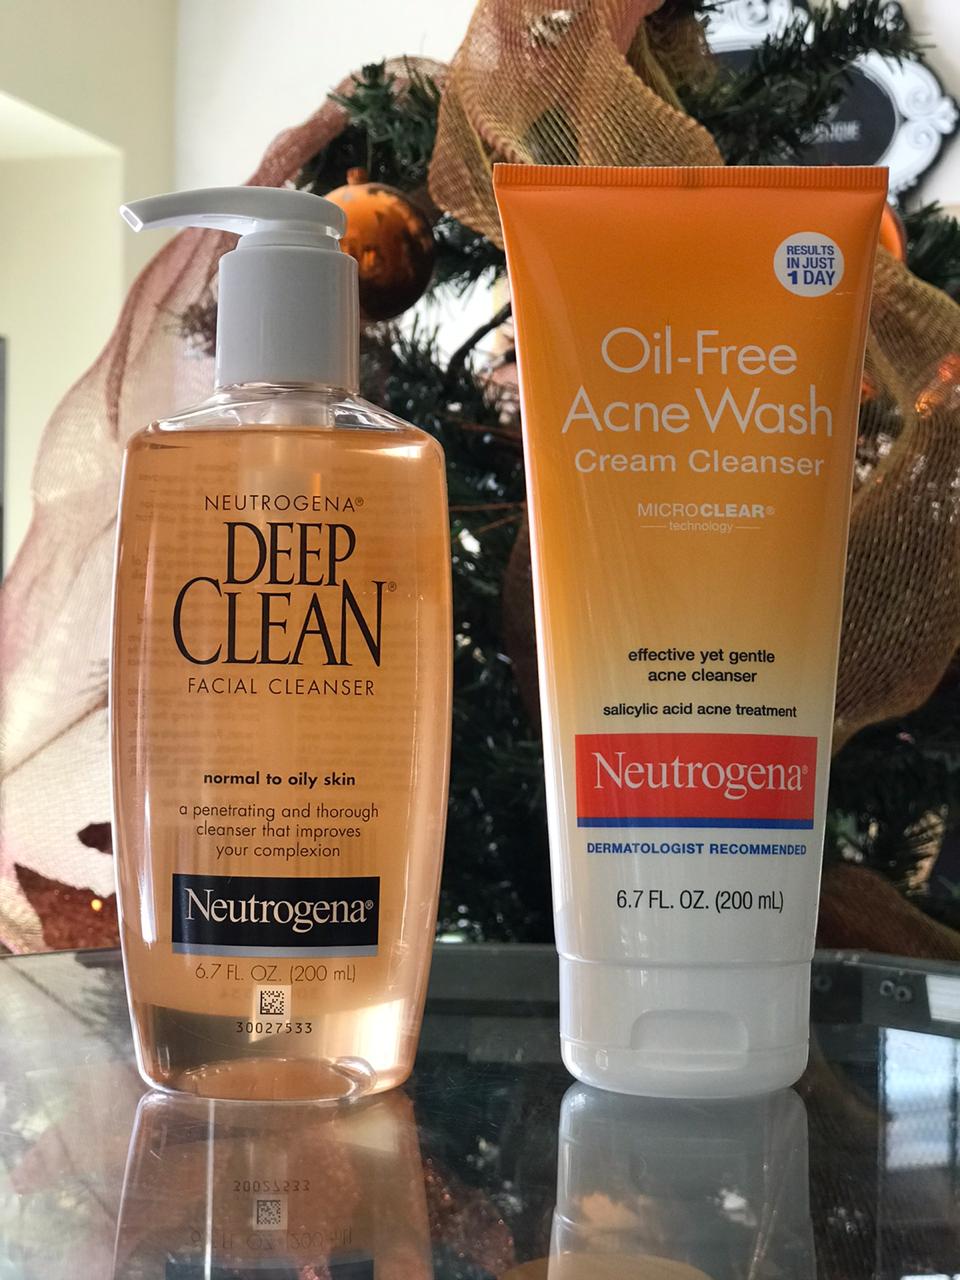 NEUTROGENA®
DEEP
CLEAN®
FACIAL CLEANSER
normal to oily skin
a penetrating and thorough
cleanser that improves
your complexion
Neutrogena®
6.7 FL. OZ. (200 mL)
30027533
RESULTS
IN JUST
1 DAY
Oil-Free
Acne Wash
Cream Cleanser
MICROCLEAR®
technology
effective yet gentle
acne cleanser
salicylic acid acne treatment
Neutrogena®
DERMATOLOGIST RECOMMENDED
6.7 FL. OZ. (200 mL)